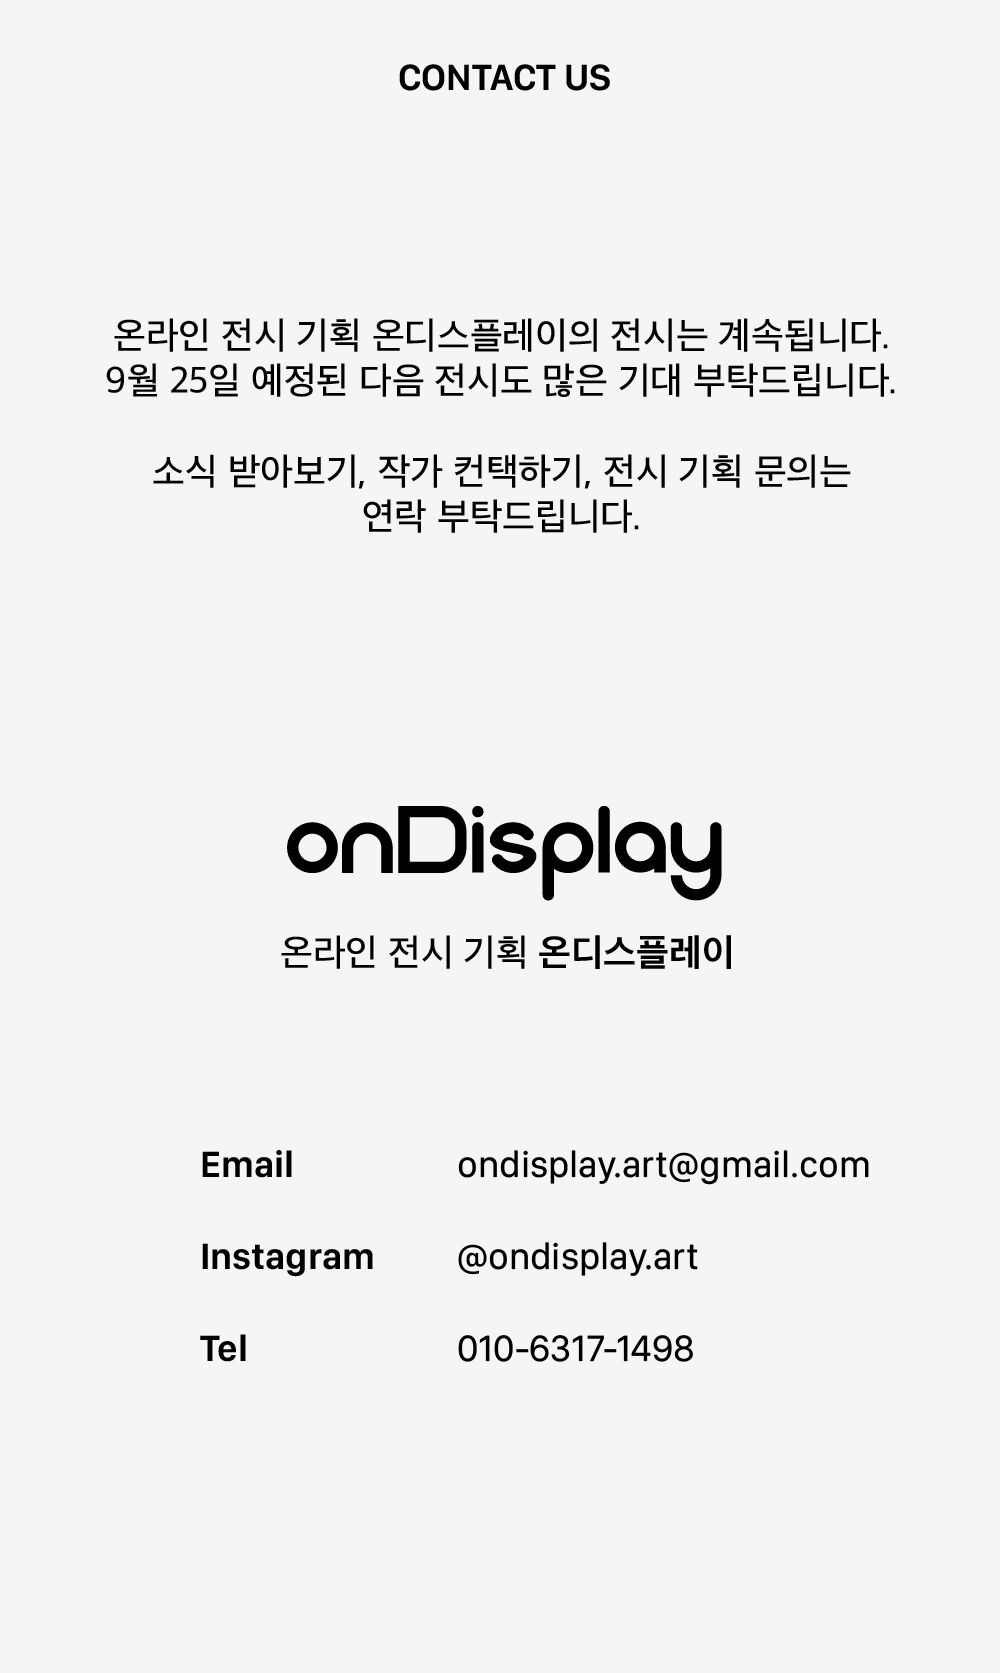 CONTACT US
온라인 전시 기획 온디스플레이의 전시는 계속됩니다.
9월 25일 예정된 다음 전시도 많은 기대 부탁드립니다.
소식 받아보기, 작가 컨택하기, 전시 기획 문의는
연락 부탁드립니다.
onDisplay
온라인 전시 기획 온디스플레이
Email ondisplay.art@gmail.com
Instagram @ondisplay.art
Tel 010-6317-1498